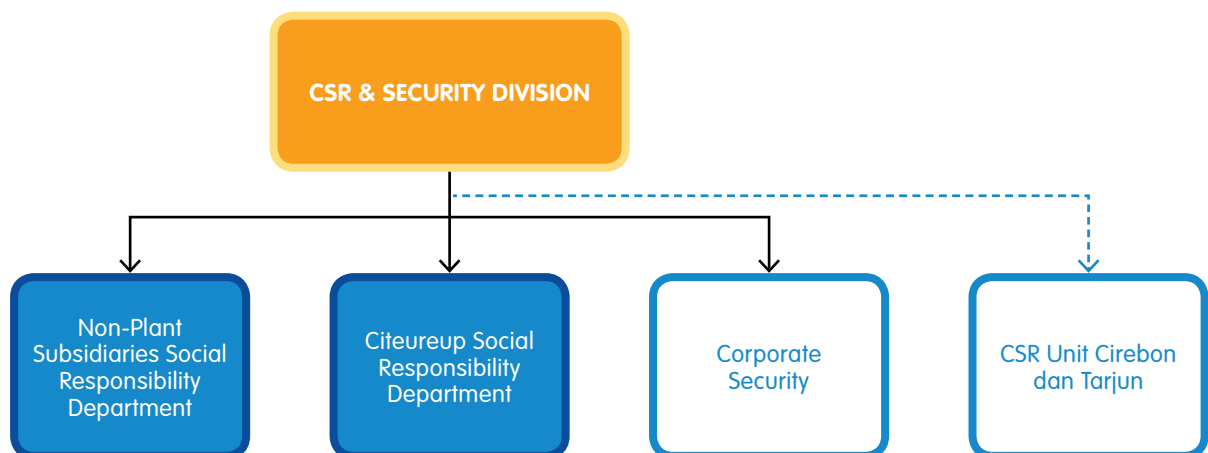 CSR & SECURITY DIVISION
Non-Plant
Subsidiaries Social
Responsibility
Department
Citeureup Social
Responsibility
Department
Corporate
Security
CSR Unit Cirebon
dan Tarjun